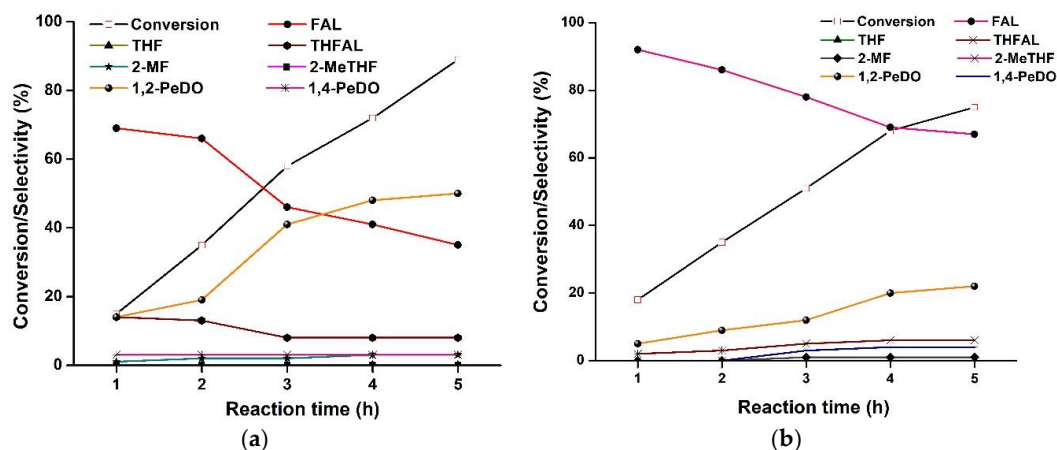 Conversion/Selectivity (%)
100
80
60
40
20
0
Conversion FAL
THF THFAL
2-MF 2-MeTHF
1,2-PeDO 1,4-PeDO
1 2 3 4 5
Reaction time (h)
(a)
Conversion/Selectivity (%)
100
80
60
40
20
0
Conversion FAL
THF THFAL
2-MF 2-MeTHF
1,2-PeDO 1,4-PeDO
1 2 3 4 5
Reaction time (h)
(b)